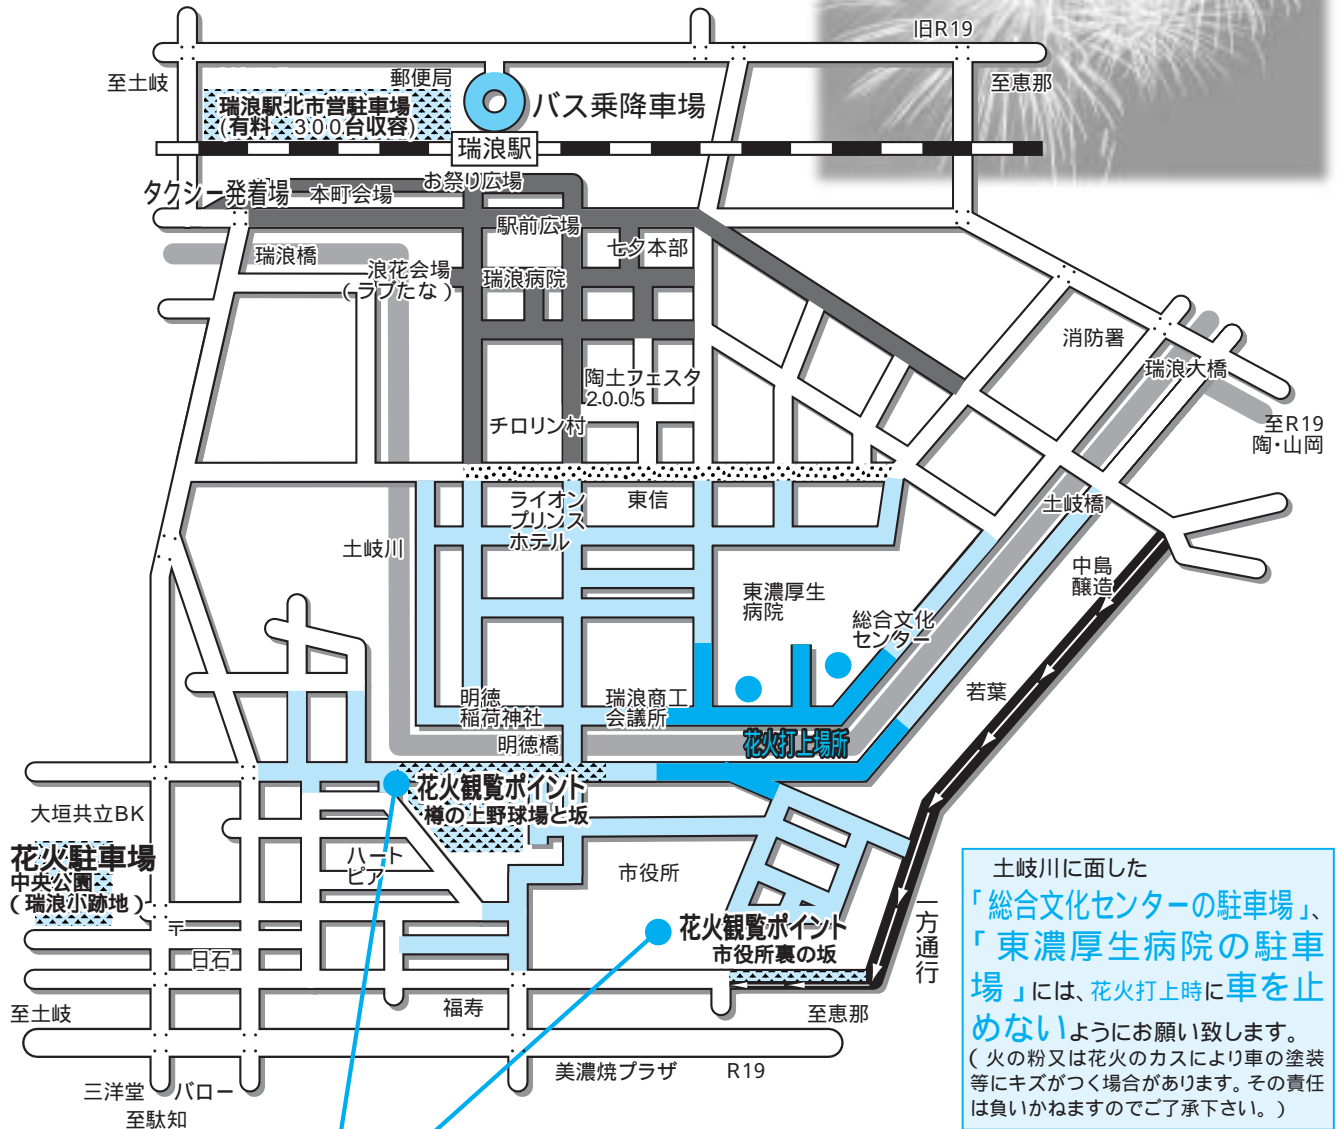 旧R19
至土岐
郵便局
至恵那
瑞浪駅北市営駐車場
(有料 300台収容)
バス乗降車場
瑞浪駅
お祭り広場
タクシー発着場
本町会場
駅前広場
七夕本部
瑞浪橋
浪花会場
(ラブたな)
瑞浪病院
消防署
瑞浪大橋
陶土フェスタ
2005
チロリン村
至R19
陶・山岡
ライオン
プリンス
ホテル
東信
土岐橋
土岐川
中島
醸造
東濃厚生
病院
総合文化
センター
若葉
明徳
稲荷神社
瑞浪商工
会議所
明徳橋
花火打上場所
花火観覧ポイント
樽の上野球場と坂
大垣共立BK
花火駐車場
中央公園
(瑞浪小跡地)
ハート
ピア
市役所
花火観覧ポイント
市役所裏の坂
一方通行
〒
日石
至土岐
福寿
至恵那
美濃焼プラザ
R19
三洋堂
バロー
至駄知
土岐川に面した
「総合文化センターの駐車場」、
「東濃厚生病院の駐車
場」には、花火打上時に車を止
めないようにお願い致します。
(火の粉又は花火のカスにより車の塗装
等にキズがつく場合があります。その責任
は負いかねますのでご了承下さい。)